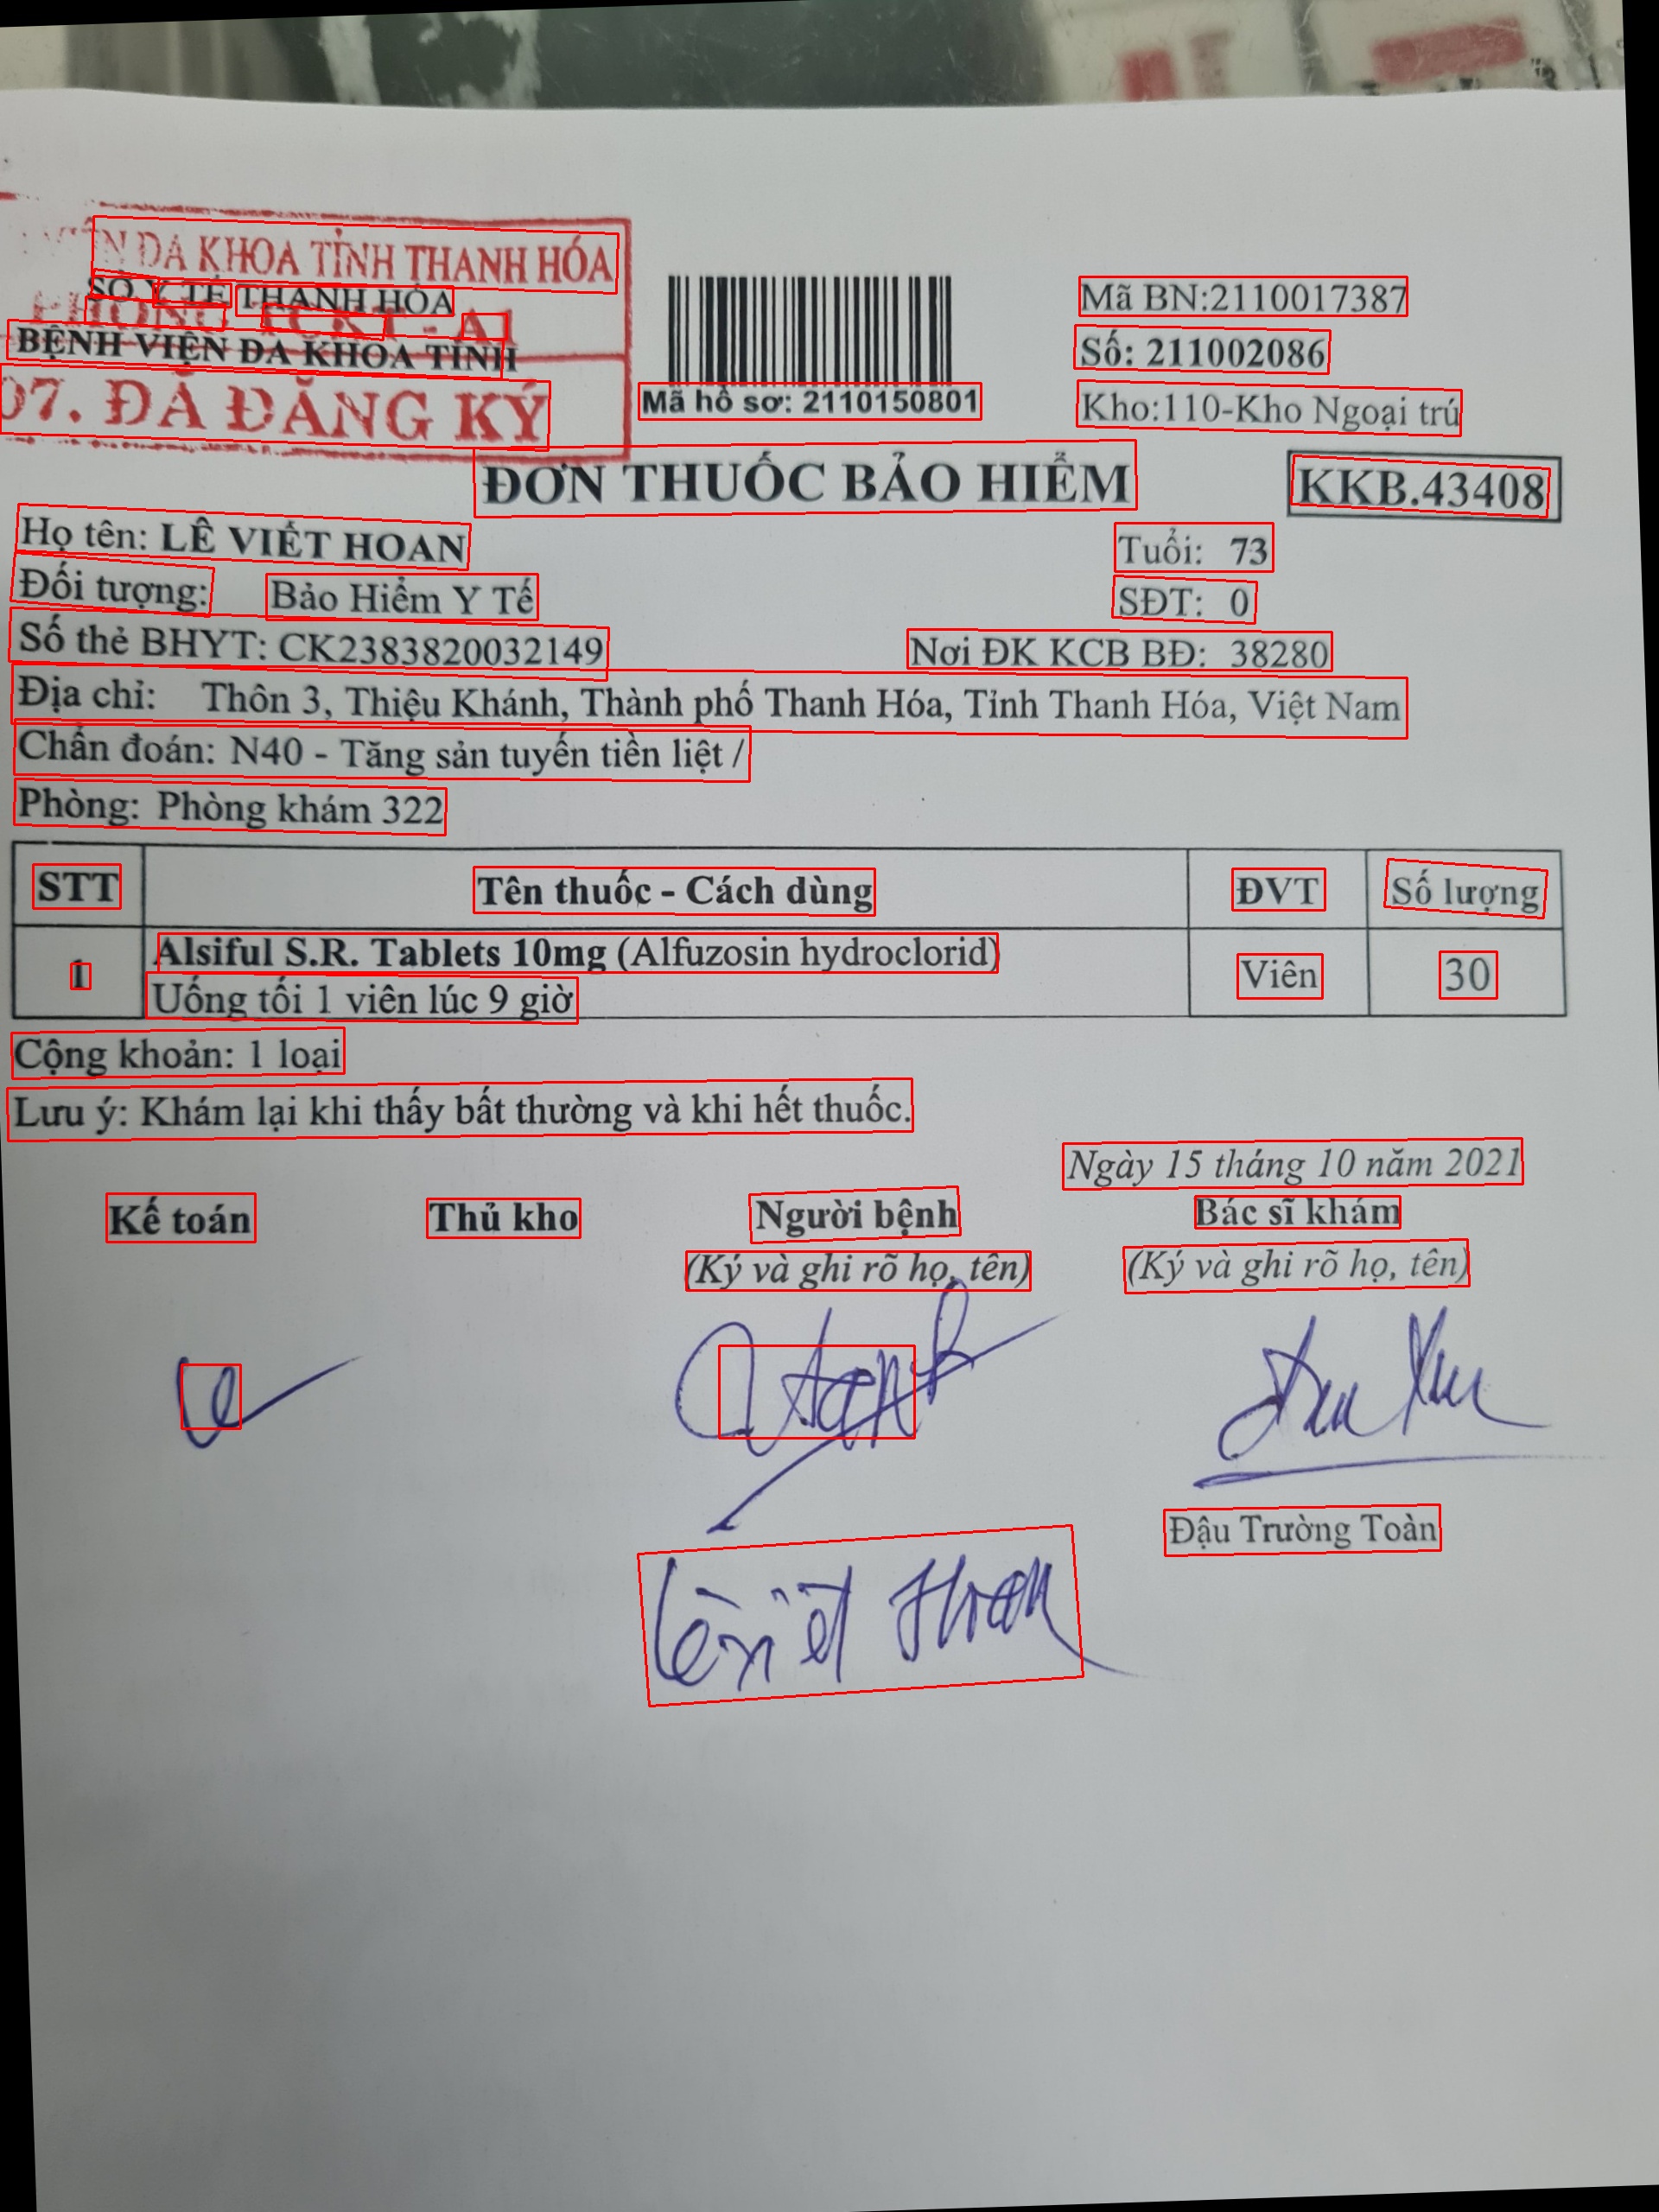 VIỆN ĐA KHOA TỈNH THANH HÓA
SỞ Y TẾ THANH HÓA
PHÒNG TCKT - A1
BỆNH VIỆN ĐA KHOA TỈNH
07. ĐÃ ĐĂNG KÝ
Mã hồ sơ: 2110150801
Mã BN:2110017387
Số: 211002086
Kho:110-Kho Ngoại trú
ĐƠN THUỐC BẢO HIỂM
KKB.43408
Họ tên: LÊ VIẾT HOAN Tuổi: 73
Đối tượng: Bảo Hiểm Y Tế SĐT: 0
Số thẻ BHYT: CK2383820032149 Nơi ĐK KCB BĐ: 38280
Địa chỉ: Thôn 3, Thiệu Khánh, Thành phố Thanh Hóa, Tỉnh Thanh Hóa, Việt Nam
Chẩn đoán: N40 - Tăng sản tuyến tiền liệt /
Phòng: Phòng khám 322
STT Tên thuốc - Cách dùng ĐVT Số lượng
1 Alsiful S.R. Tablets 10mg (Alfuzosin hydroclorid) Viên 30
Uống tối 1 viên lúc 9 giờ
Cộng khoản: 1 loại
Lưu ý: Khám lại khi thấy bất thường và khi hết thuốc.
Ngày 15 tháng 10 năm 2021
Kế toán Thủ kho Người bệnh Bác sĩ khám
(Ký và ghi rõ họ, tên) (Ký và ghi rõ họ, tên)
Đậu Trường Toàn
Lê Viết Hoan